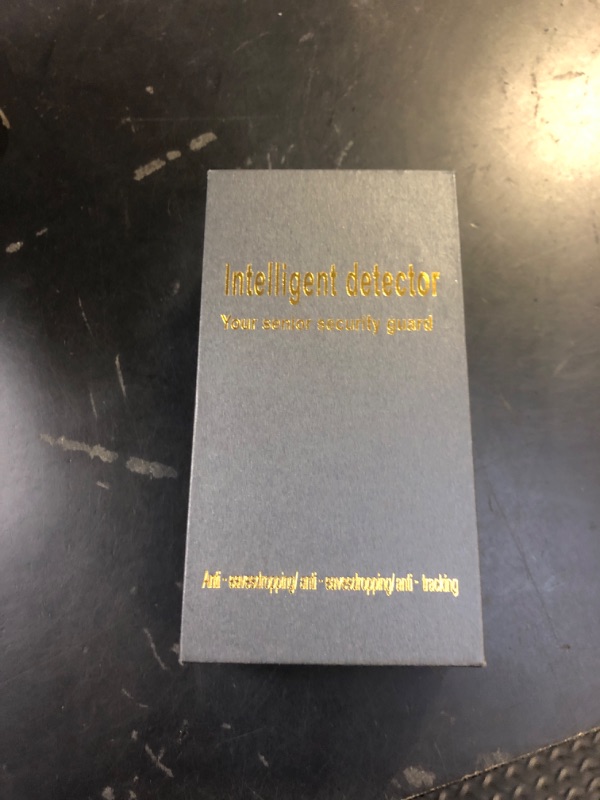 Intelligent detector
Your senior security guard
Anti - eavesdropping/ anti - eavesdropping/ anti - tracking